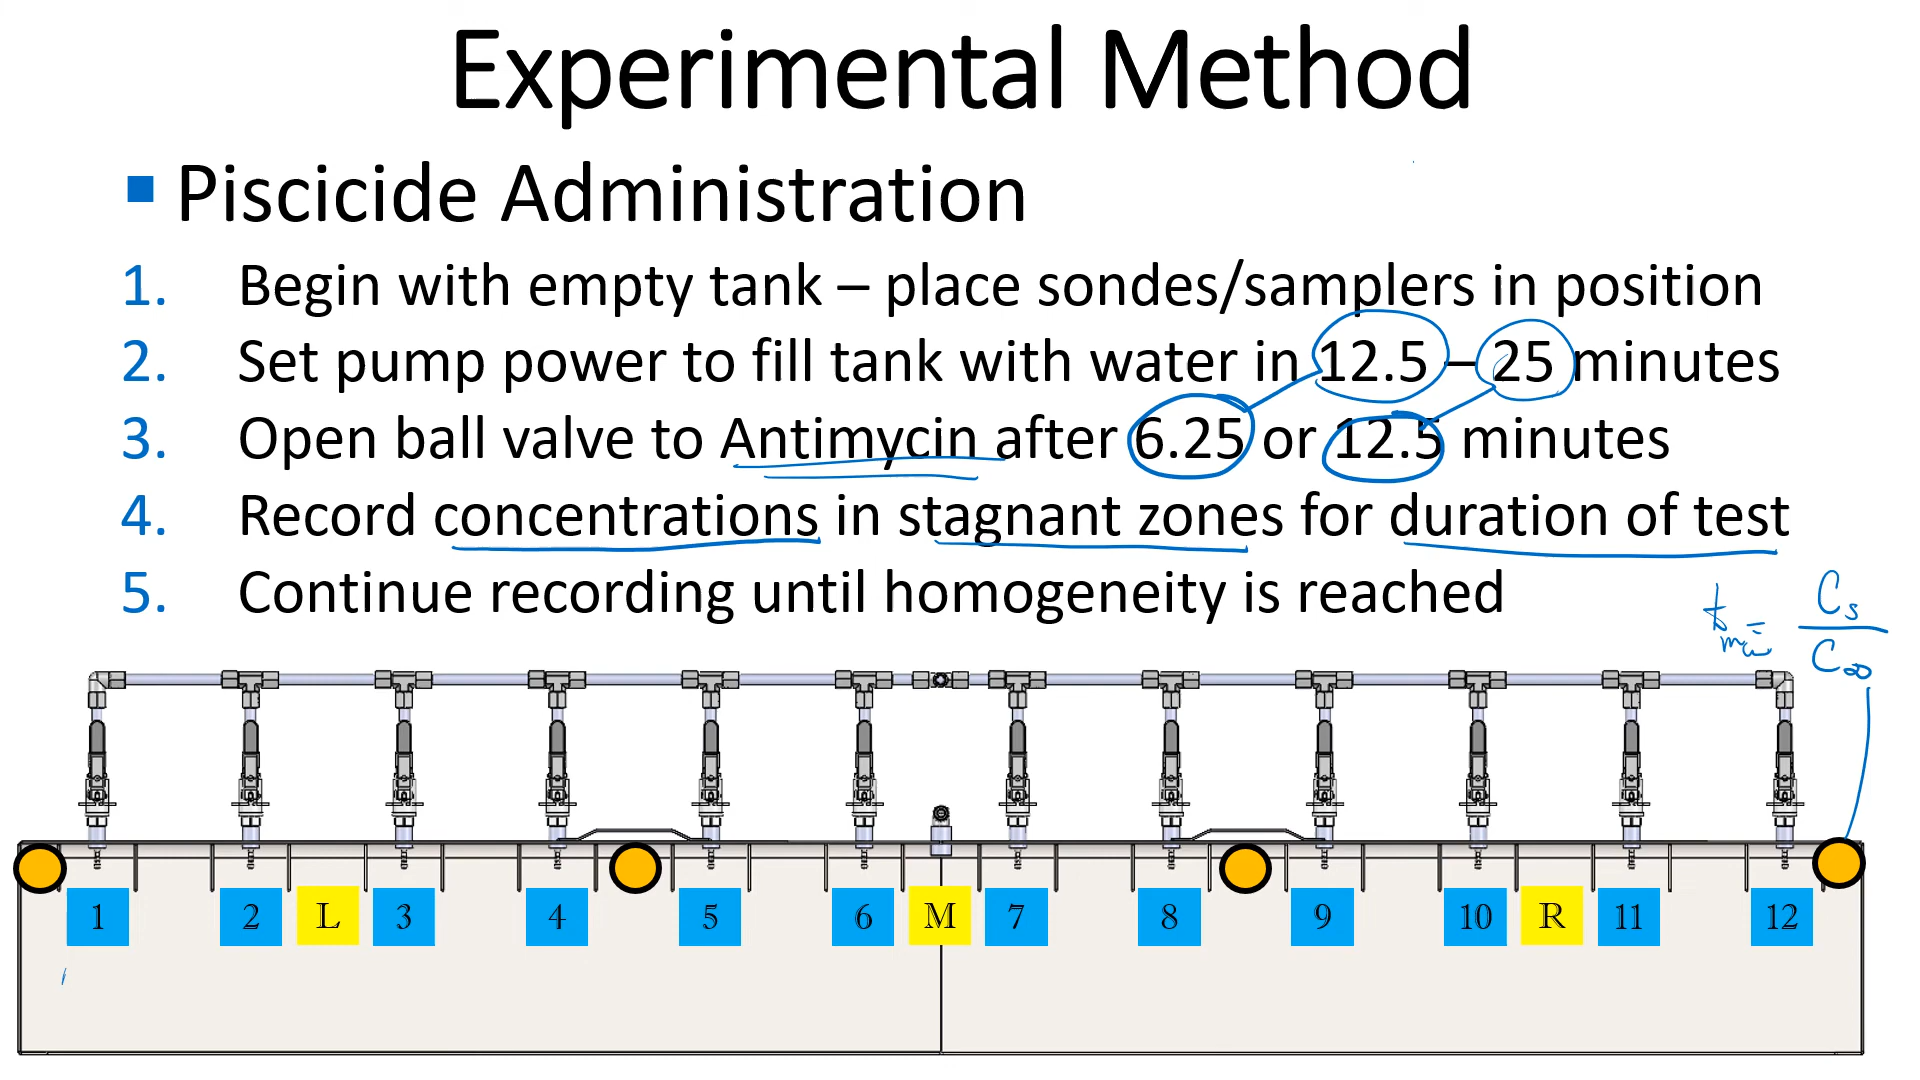 Experimental Method
▪ Piscicide Administration
1. Begin with empty tank – place sondes/samplers in position
2. Set pump power to fill tank with water in 12.5 – 25 minutes
3. Open ball valve to Antimycin after 6.25 or 12.5 minutes
4. Record concentrations in stagnant zones for duration of test
5. Continue recording until homogeneity is reached
C_s
C_∞
1 2 L 3 4 5 6 M 7 8 9 10 R 11 12